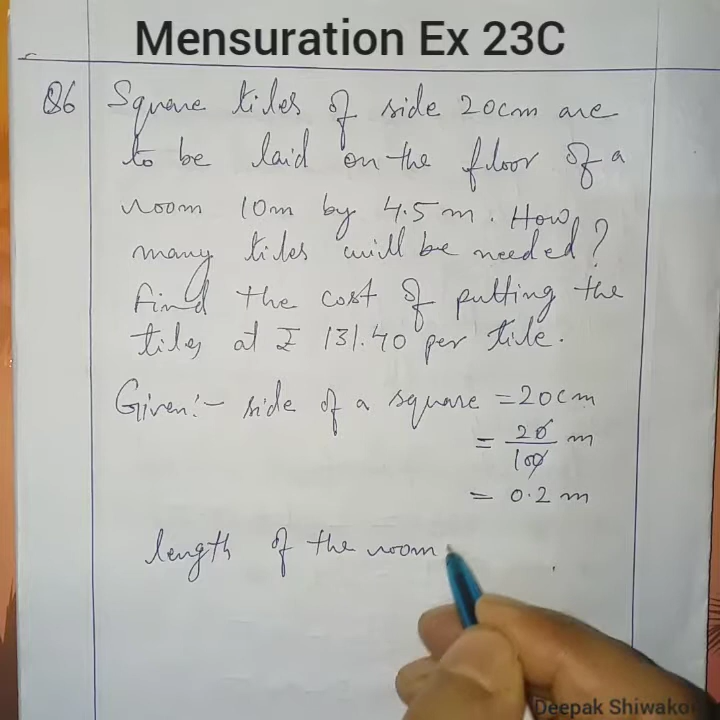 Mensuration Ex 23C
Q6 Square tiles of side 20cm are
to be laid on the floor of a
room 10m by 4.5m. How
many tiles will be needed?
Find the cost of putting the
tiles at ₹ 131.40 per tile.
Given:- side of a square = 20cm
= 20/100 m
= 0.2 m
length of the room
Deepak Shiwako